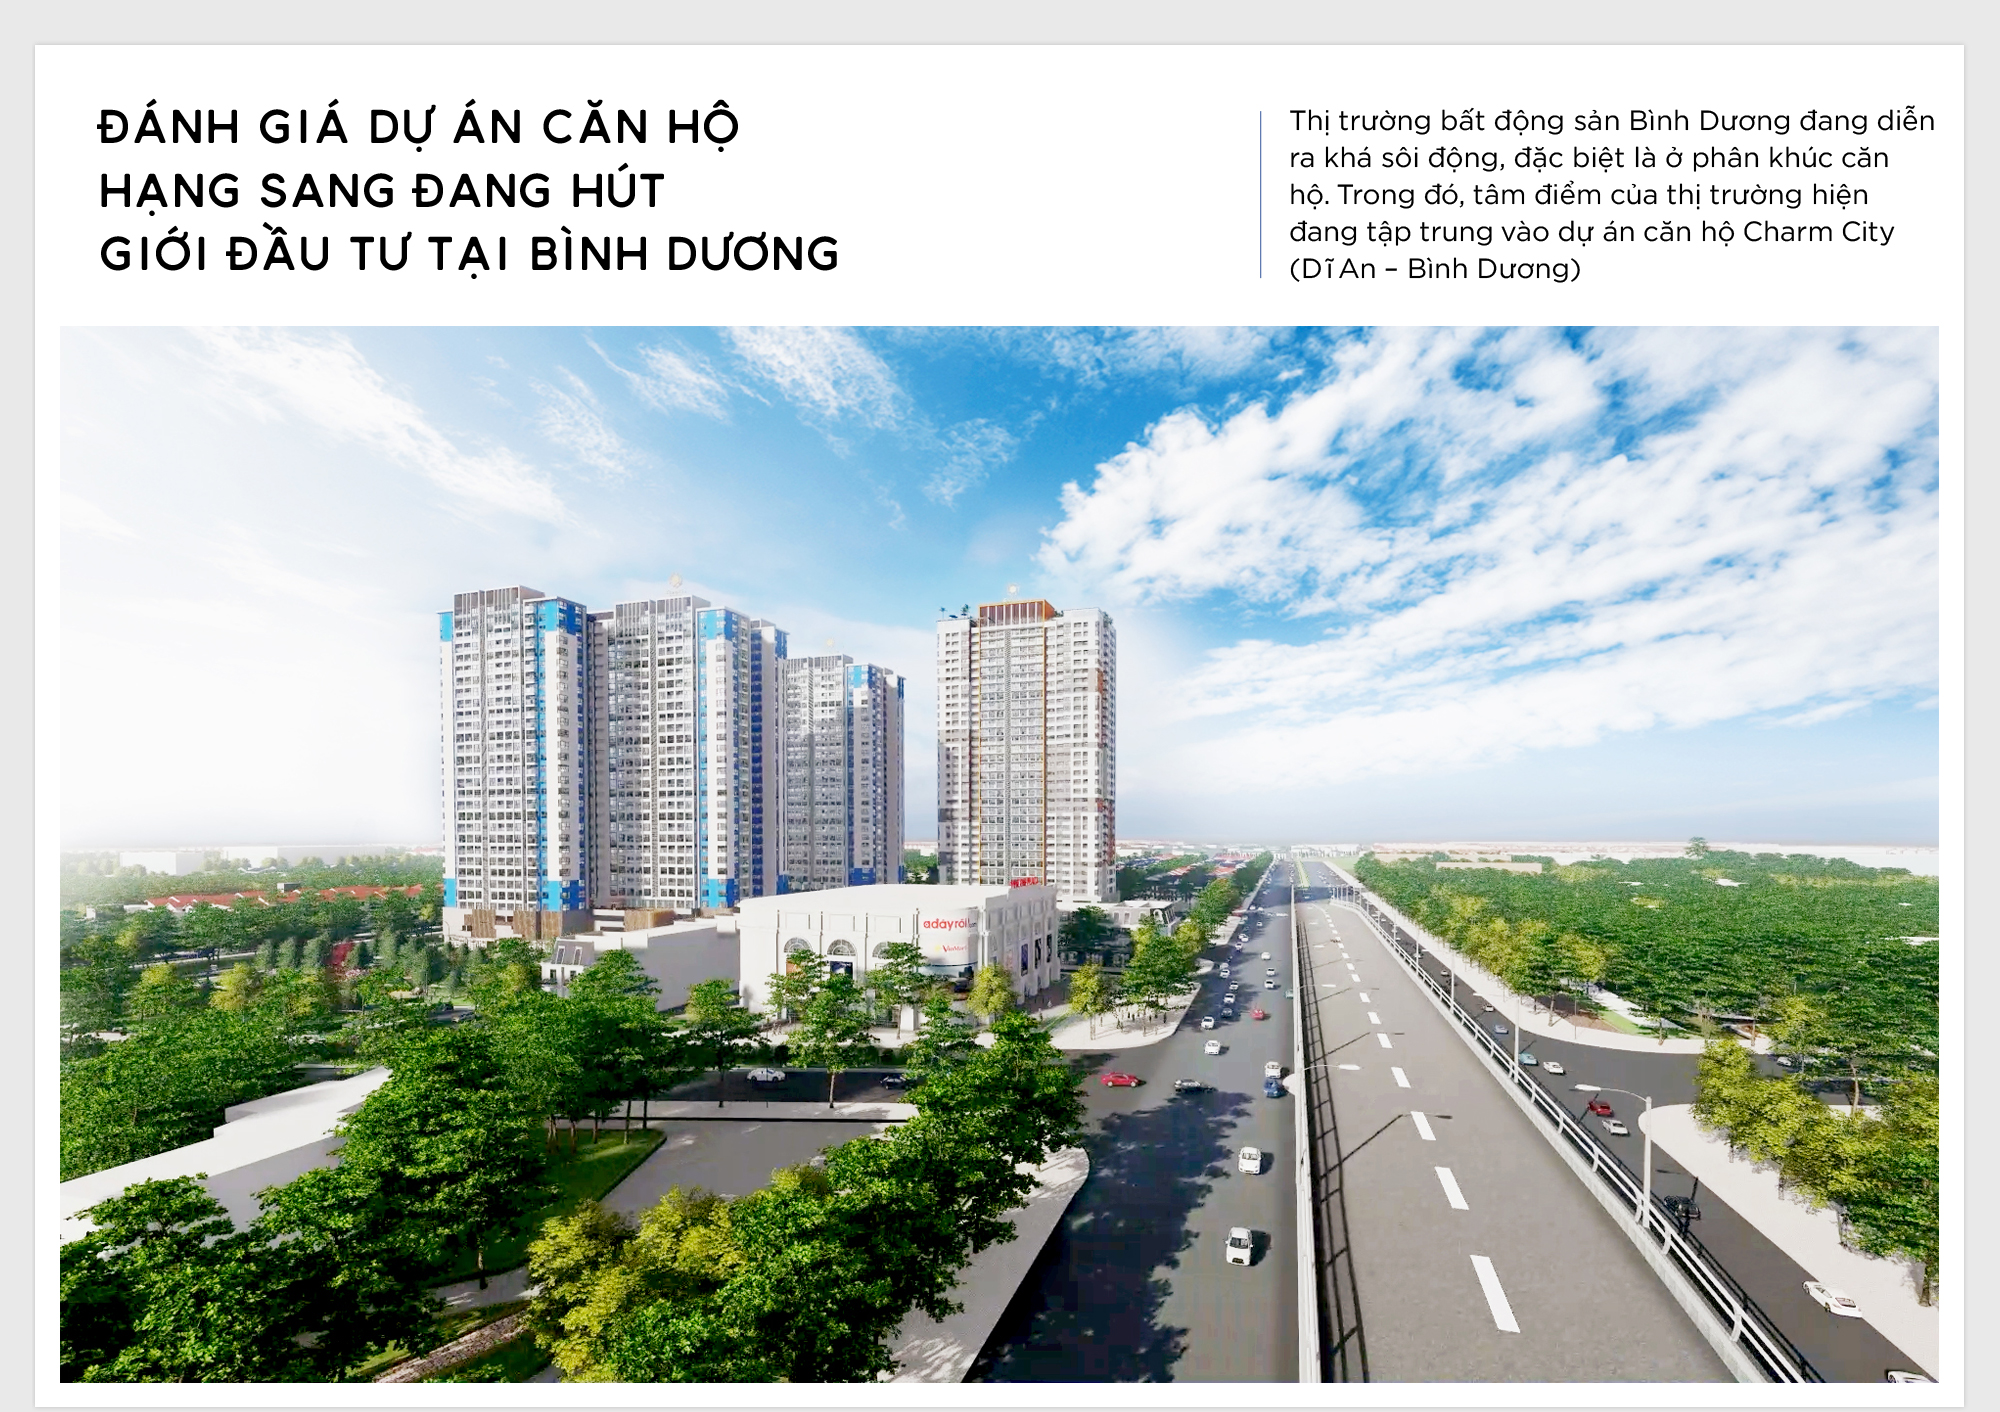 ĐÁNH GIÁ DỰ ÁN CĂN HỘ
HẠNG SANG ĐANG HÚT
GIỚI ĐẦU TƯ TẠI BÌNH DƯƠNG
Thị trường bất động sản Bình Dương đang diễn
ra khá sôi động, đặc biệt là ở phân khúc căn
hộ. Trong đó, tâm điểm của thị trường hiện
đang tập trung vào dự án căn hộ Charm City
(Dĩ An – Bình Dương)
adayroi